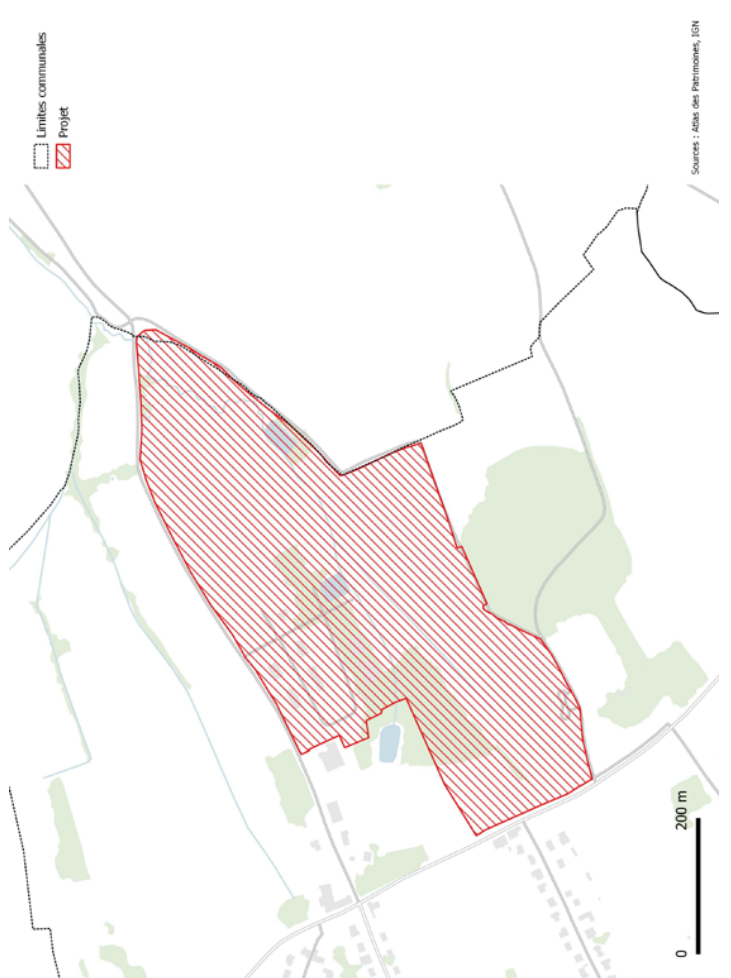 Limites communales
Projet
Sources : Atlas des Patrimoines, IGN
0 200 m